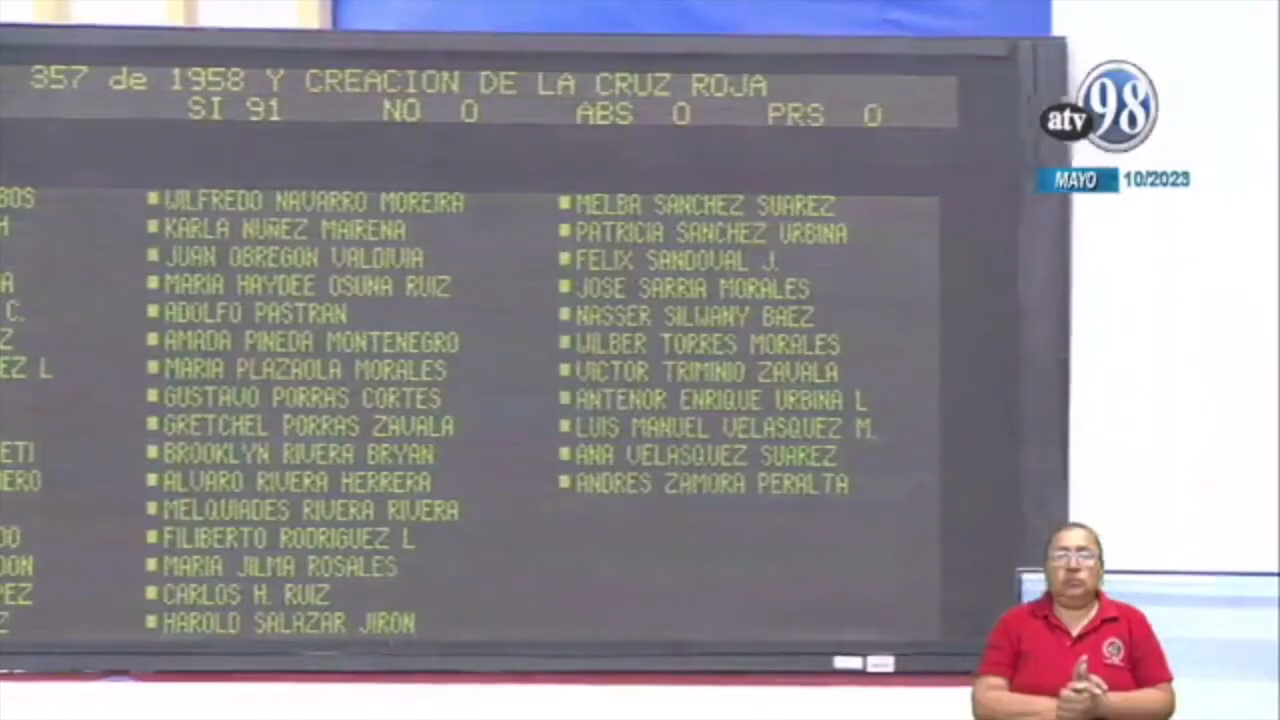 357 de 1958 Y CREACION DE LA CRUZ ROJA
SI 91 NO 0 ABS 0 PRS 0
atv 98
MAYO 10/2023
WILFREDO NAVARRO MOREIRA
KARLA NUÑEZ MAIRENA
JUAN OBREGON VALDIVIA
MARIA HAYDEE OSUNA RUIZ
ADOLFO PASTRAN
AMADA PINEDA MONTENEGRO
MARIA PLAZAOLA MORALES
GUSTAVO PORRAS CORTES
GRETCHEL PORRAS ZAVALA
BROOKLYN RIVERA BRYAN
ALVARO RIVERA HERRERA
MELQUIADES RIVERA RIVERA
FILIBERTO RODRIGUEZ L
MARIA JILMA ROSALES
CARLOS H. RUIZ
HAROLD SALAZAR JIRON
MELBA SANCHEZ SUAREZ
PATRICIA SANCHEZ URBINA
FELIX SANDOVAL J.
JOSE SARRIA MORALES
NASSER SILWANY BAEZ
WILBER TORRES MORALES
VICTOR TRIMINIO ZAVALA
ANTENOR ENRIQUE URBINA L
LUIS MANUEL VELASQUEZ M.
ANA VELASQUEZ SUAREZ
ANDRES ZAMORA PERALTA